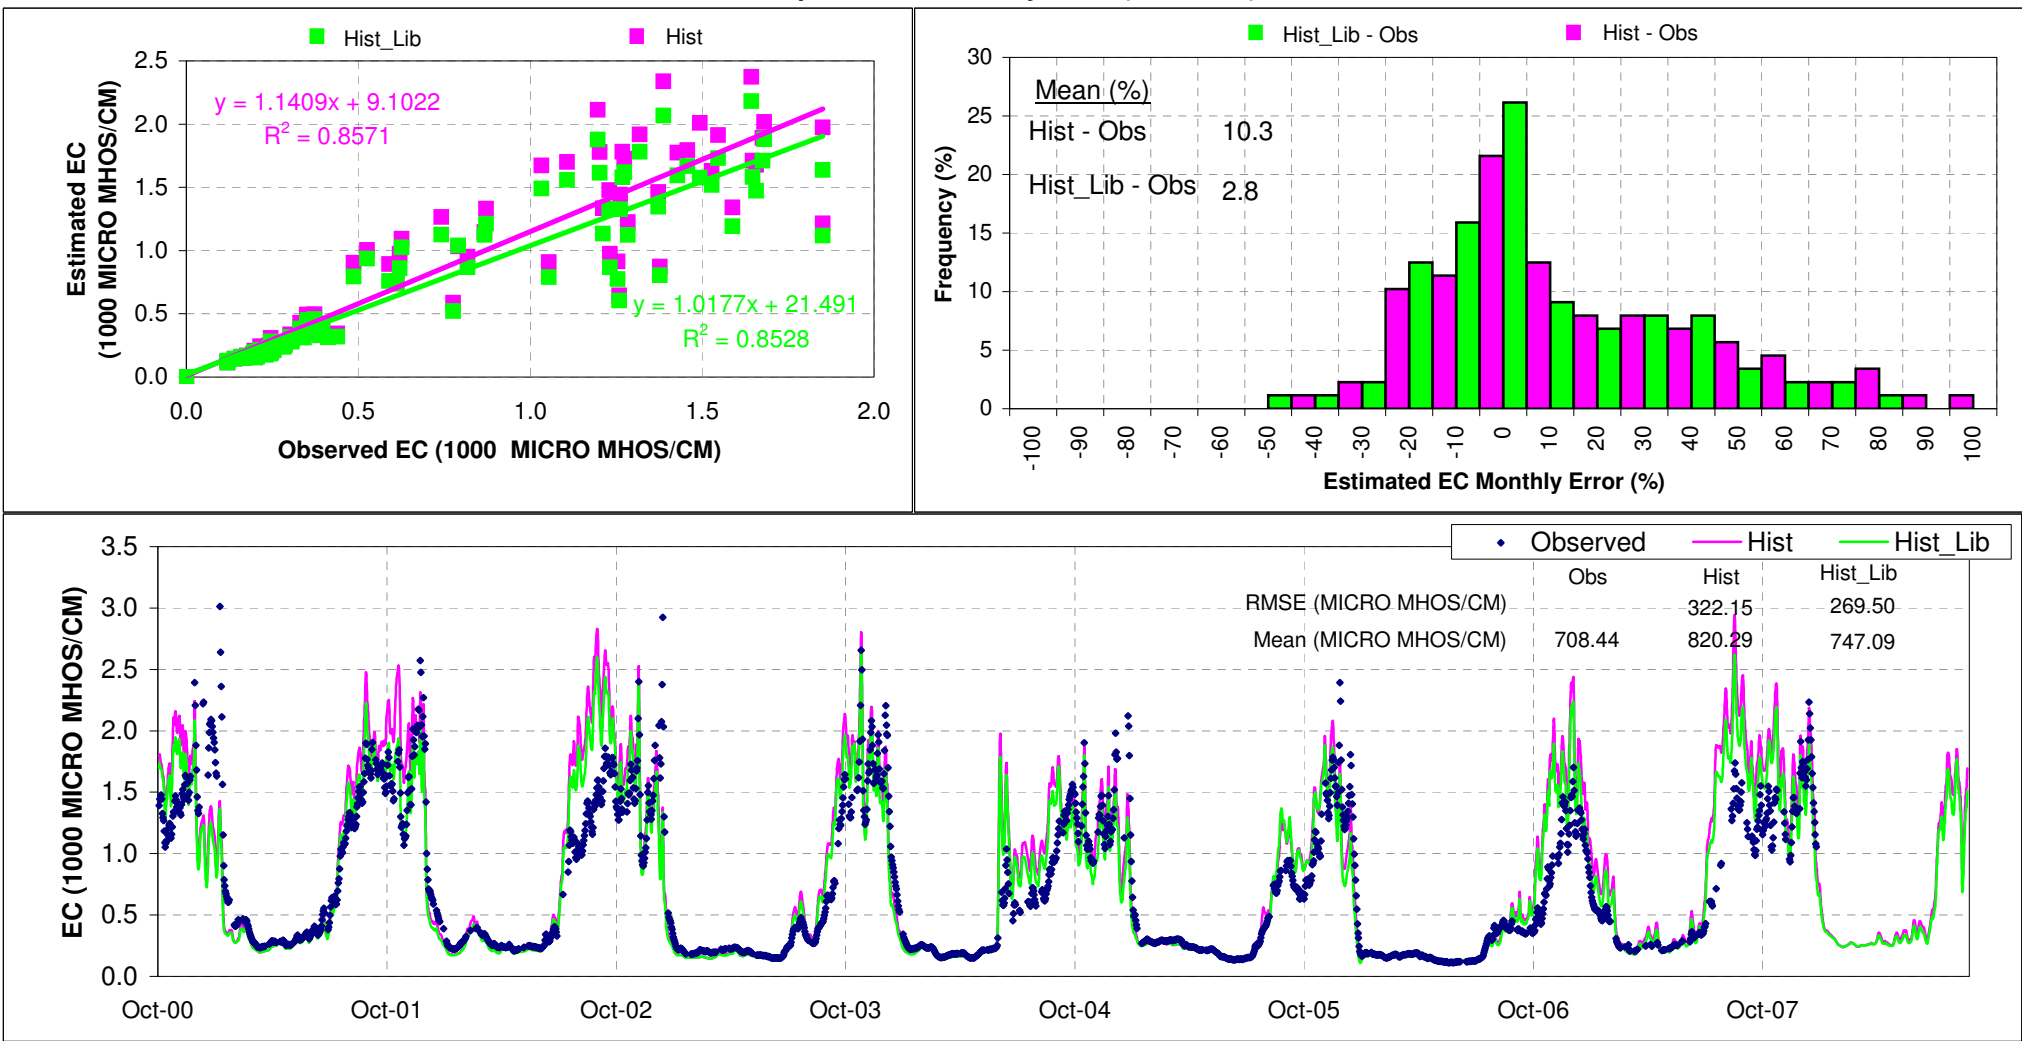 Hist_Lib Hist
2.5
2.0
1.5
1.0
0.5
0.0
Estimated EC
(1000 MICRO MHOS/CM)
y = 1.1409x + 9.1022
R² = 0.8571
y = 1.0177x + 21.491
R² = 0.8528
0.0 0.5 1.0 1.5 2.0
Observed EC (1000 MICRO MHOS/CM)
Hist_Lib - Obs Hist - Obs
30
25
20
15
10
5
0
Frequency (%)
Mean (%)
Hist - Obs 10.3
Hist_Lib - Obs 2.8
-100 -90 -80 -70 -60 -50 -40 -30 -20 -10 0 10 20 30 40 50 60 70 80 90 100
Estimated EC Monthly Error (%)
3.5
3.0
2.5
2.0
1.5
1.0
0.5
0.0
EC (1000 MICRO MHOS/CM)
Observed Hist Hist_Lib
Obs Hist Hist_Lib
RMSE (MICRO MHOS/CM) 322.15 269.50
Mean (MICRO MHOS/CM) 708.44 820.29 747.09
Oct-00 Oct-01 Oct-02 Oct-03 Oct-04 Oct-05 Oct-06 Oct-07